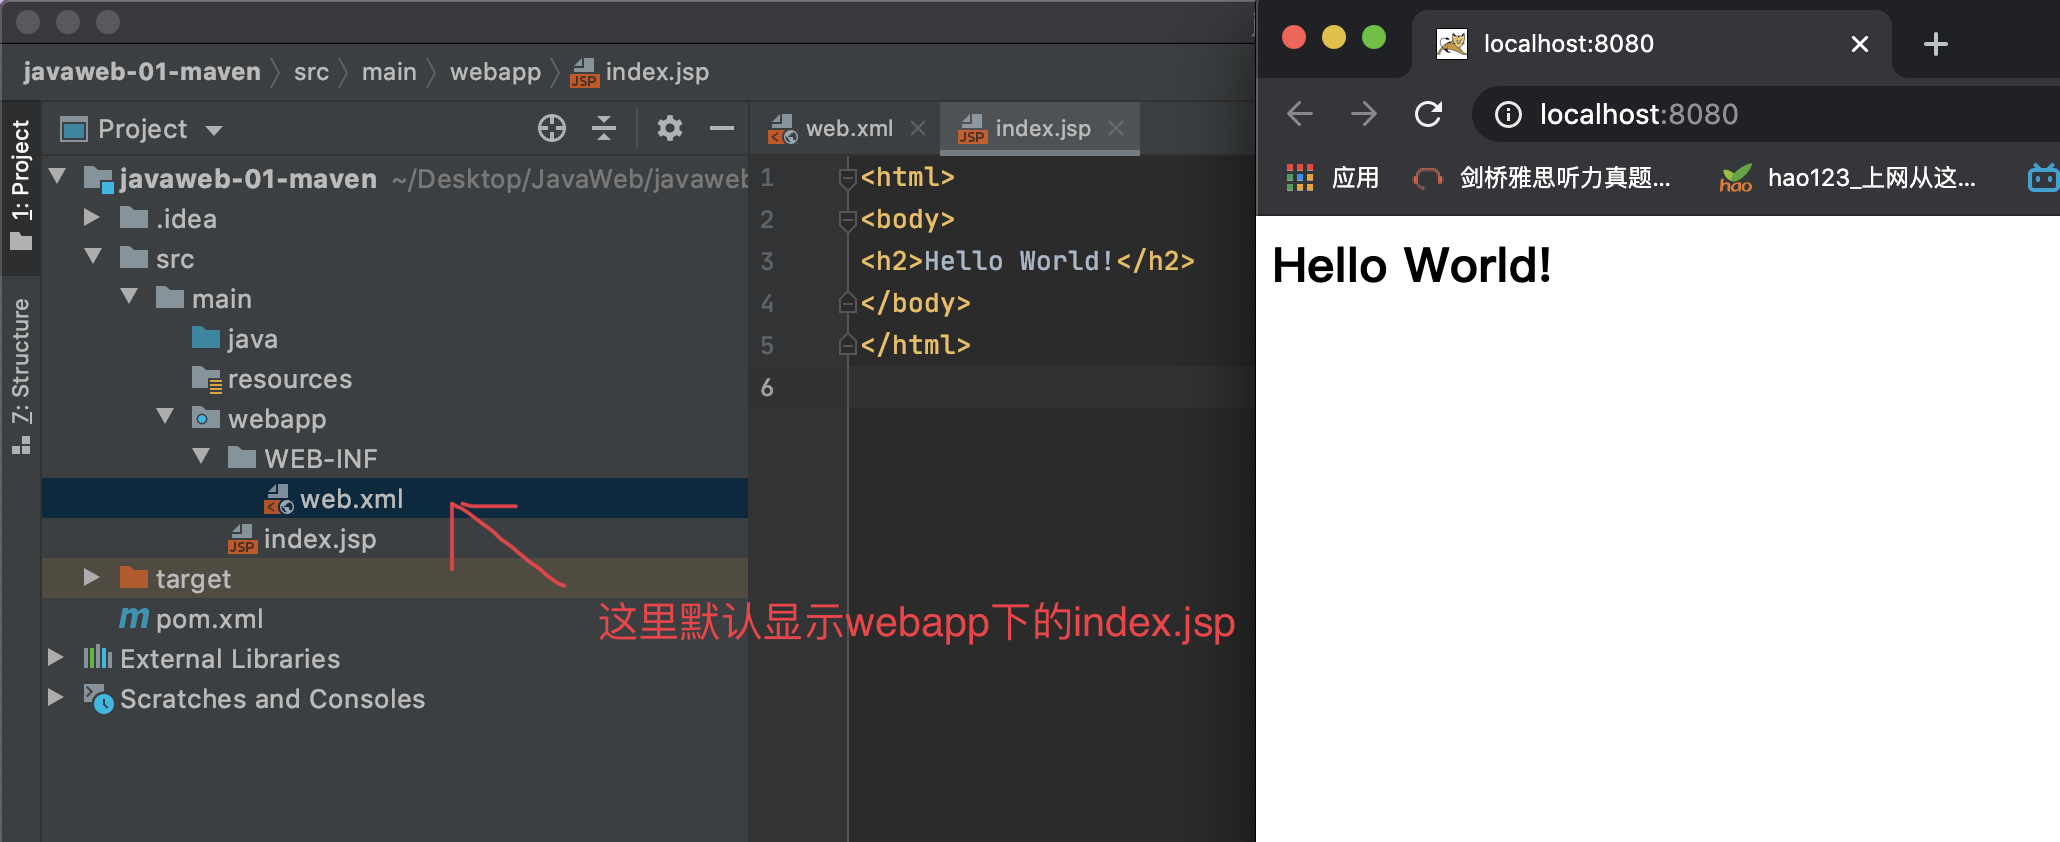 javaweb-01-maven src main webapp index.jsp
Project
1: Project
7: Structure
javaweb-01-maven ~/Desktop/JavaWeb/javaweb
.idea
src
main
java
resources
webapp
WEB-INF
web.xml
index.jsp
target
pom.xml
External Libraries
Scratches and Consoles
web.xml index.jsp
1 <html>
2 <body>
3 <h2>Hello World!</h2>
4 </body>
5 </html>
6
这里默认显示webapp下的index.jsp
localhost:8080
localhost:8080
应用 剑桥雅思听力真题... hao123_上网从这...
Hello World!